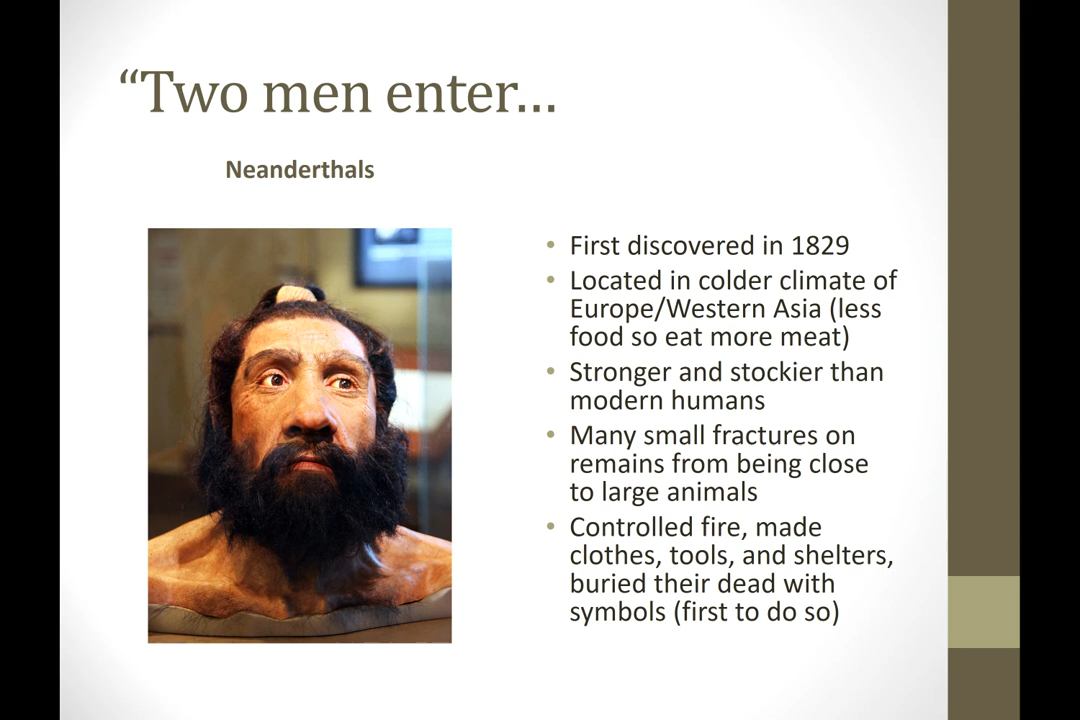 “Two men enter…
Neanderthals
• First discovered in 1829
• Located in colder climate of
Europe/Western Asia (less
food so eat more meat)
• Stronger and stockier than
modern humans
• Many small fractures on
remains from being close
to large animals
• Controlled fire, made
clothes, tools, and shelters,
buried their dead with
symbols (first to do so)